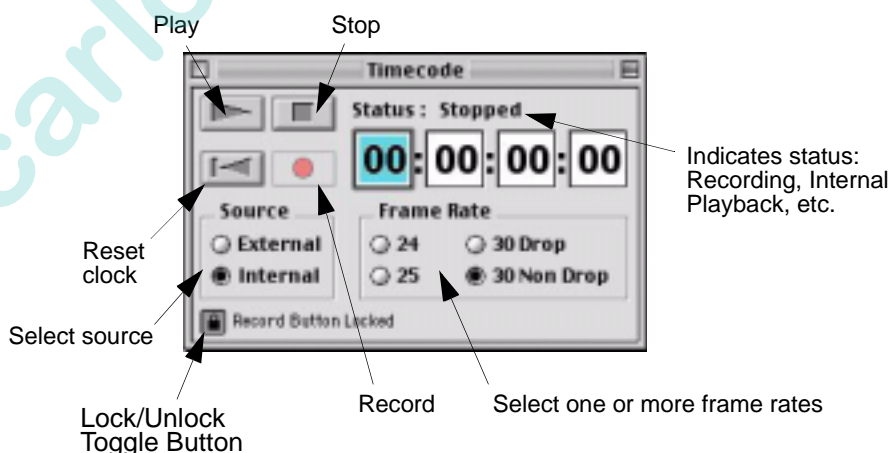 carlo
Play
Stop
Timecode
Status : Stopped
00:00:00:00
Indicates status:
Recording, Internal
Playback, etc.
Source
External
Internal
Frame Rate
24
30 Drop
25
30 Non Drop
Reset
clock
Select source
Record Button Locked
Lock/Unlock
Toggle Button
Record
Select one or more frame rates